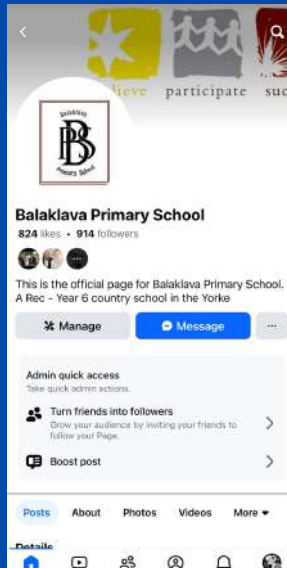 lieve participate suc
Balaklava
BPS
Primary School
Balaklava Primary School
824 likes • 914 followers
This is the official page for Balaklava Primary School.
A Rec - Year 6 country school in the Yorke
Manage
Message
Admin quick access
Take quick admin actions.
Turn friends into followers
Grow your audience by inviting your friends to
follow your Page.
Boost post
Posts About Photos Videos More
Details